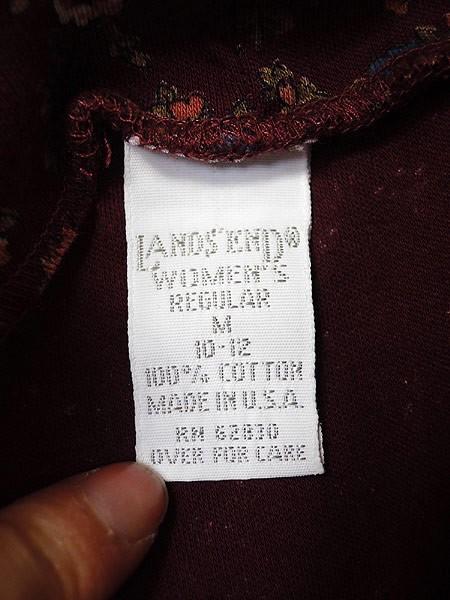 LANDS' END®
WOMEN'S
REGULAR
M
10-12
100% COTTON
MADE IN U.S.A.
RN 62830
OVER FOR CARE